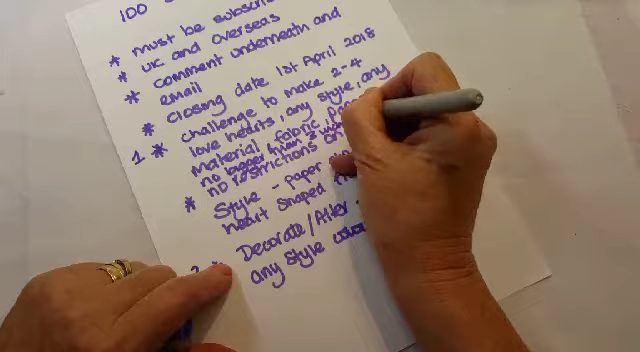 100
* must be
* UK and overseas
* comment underneath and
email
* closing date 1st April 2018
1 * challenge to make 2-4
love hearts, any style, any
material fabric
no bigger than 3
no restrictions on
* Style - paper
heart shaped
Decorate/Alter -
any style